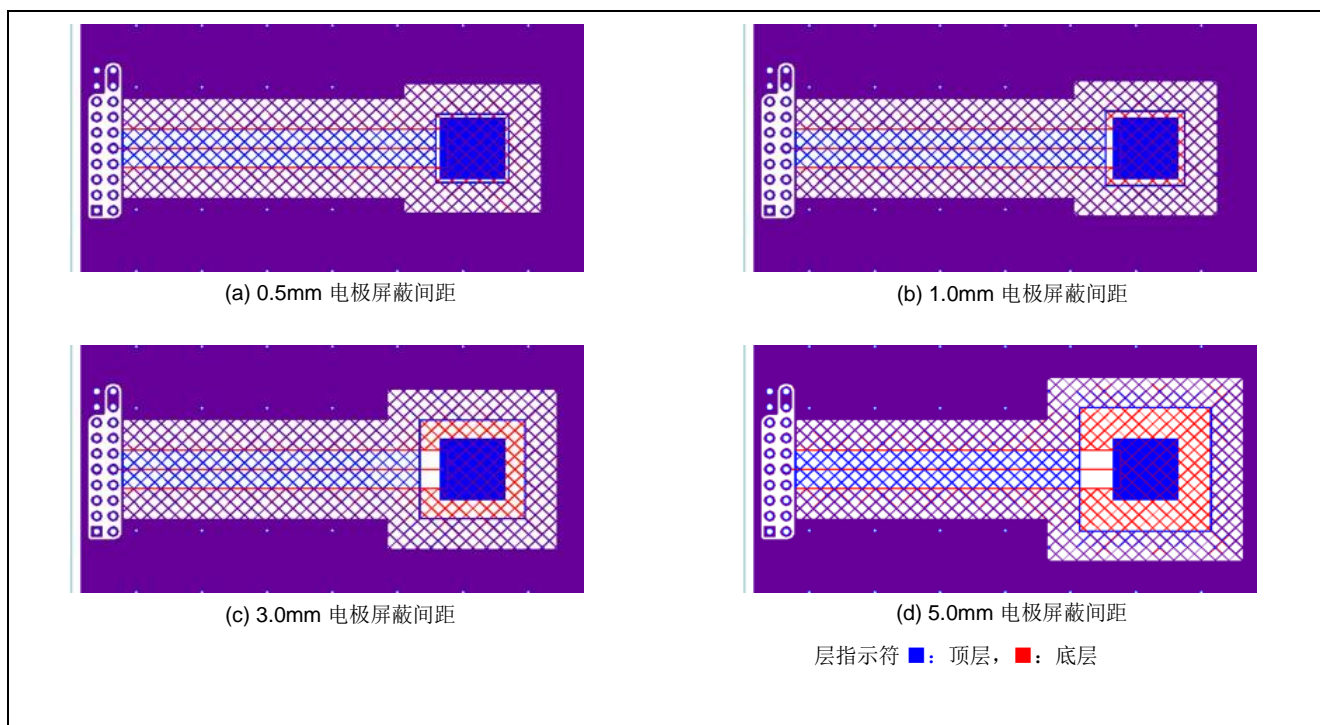 (a) 0.5mm 电极屏蔽间距
(b) 1.0mm 电极屏蔽间距
(c) 3.0mm 电极屏蔽间距
(d) 5.0mm 电极屏蔽间距
层指示符 ■：顶层，■：底层